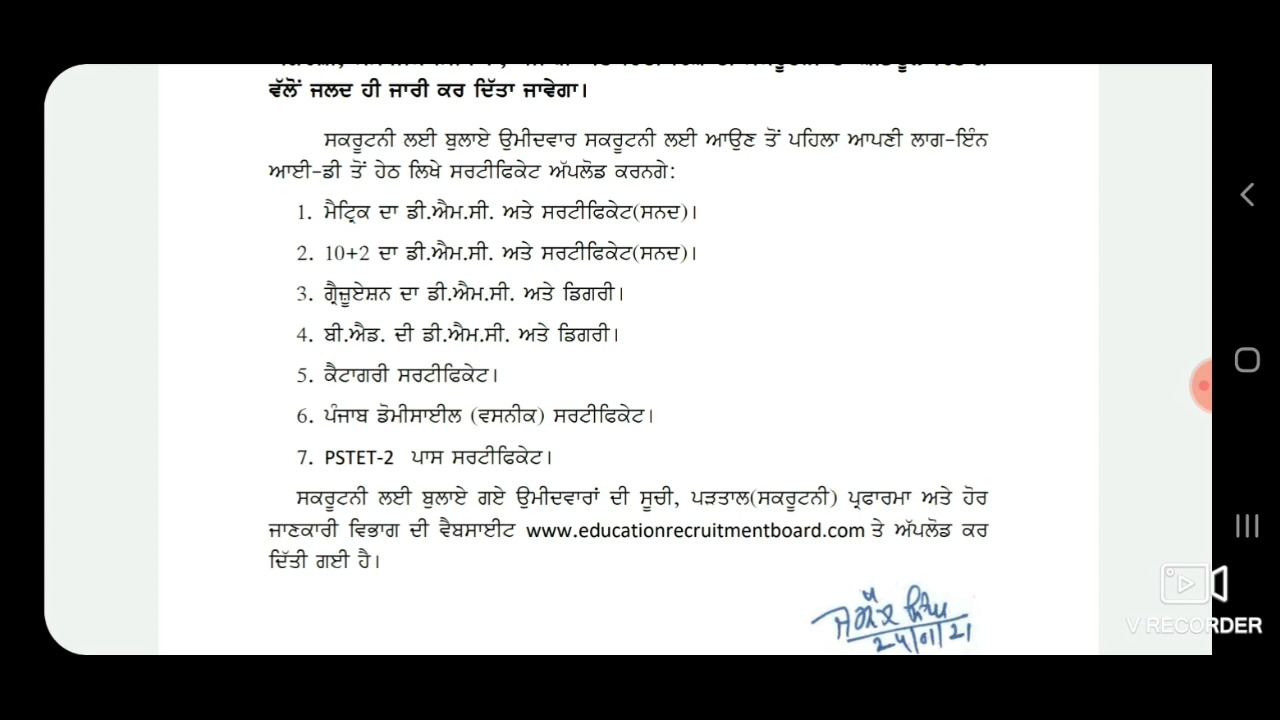 ਵੱਲੋਂ ਜਲਦ ਹੀ ਜਾਰੀ ਕਰ ਦਿੱਤਾ ਜਾਵੇਗਾ।
ਸਕਰੂਟਨੀ ਲਈ ਬੁਲਾਏ ਉਮੀਦਵਾਰ ਸਕਰੂਟਨੀ ਲਈ ਆਉਣ ਤੋਂ ਪਹਿਲਾ ਆਪਣੀ ਲਾਗ-ਇੰਨ
ਆਈ-ਡੀ ਤੋਂ ਹੇਠ ਲਿਖੇ ਸਰਟੀਫਿਕੇਟ ਅੱਪਲੋਡ ਕਰਨਗੇ:
1. ਮੈਟ੍ਰਿਕ ਦਾ ਡੀ.ਐਮ.ਸੀ. ਅਤੇ ਸਰਟੀਫਿਕੇਟ(ਸਨਦ)।
2. 10+2 ਦਾ ਡੀ.ਐਮ.ਸੀ. ਅਤੇ ਸਰਟੀਫਿਕੇਟ(ਸਨਦ)।
3. ਗ੍ਰੈਜ਼ੂਏਸ਼ਨ ਦਾ ਡੀ.ਐਮ.ਸੀ. ਅਤੇ ਡਿਗਰੀ।
4. ਬੀ.ਐਡ. ਦੀ ਡੀ.ਐਮ.ਸੀ. ਅਤੇ ਡਿਗਰੀ।
5. ਕੈਟਾਗਰੀ ਸਰਟੀਫਿਕੇਟ।
6. ਪੰਜਾਬ ਡੋਮੀਸਾਈਲ (ਵਸਨੀਕ) ਸਰਟੀਫਿਕੇਟ।
7. PSTET-2 ਪਾਸ ਸਰਟੀਫਿਕੇਟ।
ਸਕਰੂਟਨੀ ਲਈ ਬੁਲਾਏ ਗਏ ਉਮੀਦਵਾਰਾਂ ਦੀ ਸੂਚੀ, ਪੜਤਾਲ(ਸਕਰੂਟਨੀ) ਪ੍ਰਫਾਰਮਾ ਅਤੇ ਹੋਰ
ਜਾਣਕਾਰੀ ਵਿਭਾਗ ਦੀ ਵੈਬਸਾਈਟ www.educationrecruitmentboard.com ਤੇ ਅੱਪਲੋਡ ਕਰ
ਦਿੱਤੀ ਗਈ ਹੈ।
V RECORDER